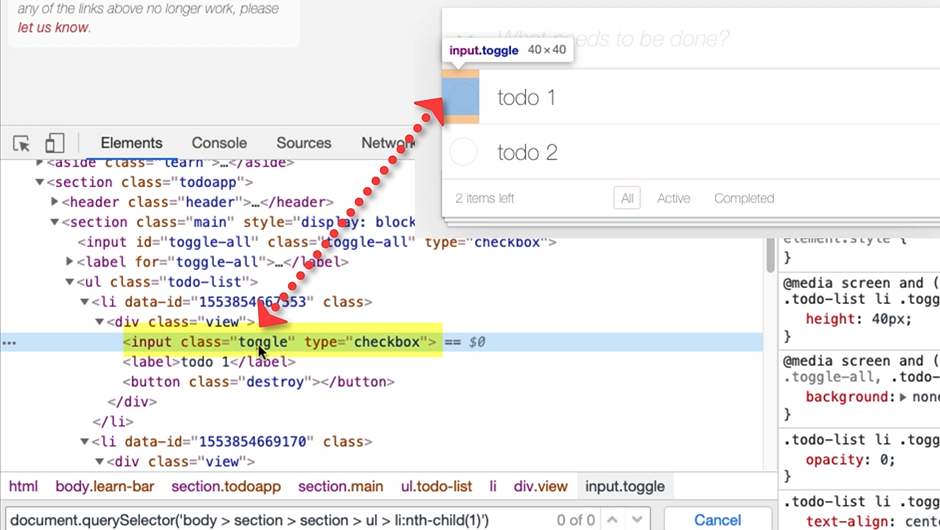 any of the links above no longer work, please
let us know.
What needs to be done?
input.toggle 40×40
todo 1
todo 2
2 items left All Active Completed
Elements Console Sources Network
▶<aside class="learn">…</aside>
▼<section class="todoapp">
▶<header class="header">…</header>
▼<section class="main" style="display: block
<input id="toggle-all" class="toggle-all" type="checkbox">
▶<label for="toggle-all">…</label>
▼<ul class="todo-list">
▼<li data-id="1553854667553" class>
▼<div class="view">
<input class="toggle" type="checkbox"> == $0
<label>todo 1</label>
<button class="destroy"></button>
</div>
</li>
▼<li data-id="1553854669170" class>
▼<div class="view">
element.style {
}
@media screen and (
.todo-list li .togg
height: 40px;
}
@media screen and (
.toggle-all, .todo-
background:▶ none
}
.todo-list li .togg
opacity: 0;
}
.todo-list li .togg
text-align: cente
html body.learn-bar section.todoapp section.main ul.todo-list li div.view input.toggle
document.querySelector('body > section > section > ul > li:nth-child(1)') 0 of 0 Cancel